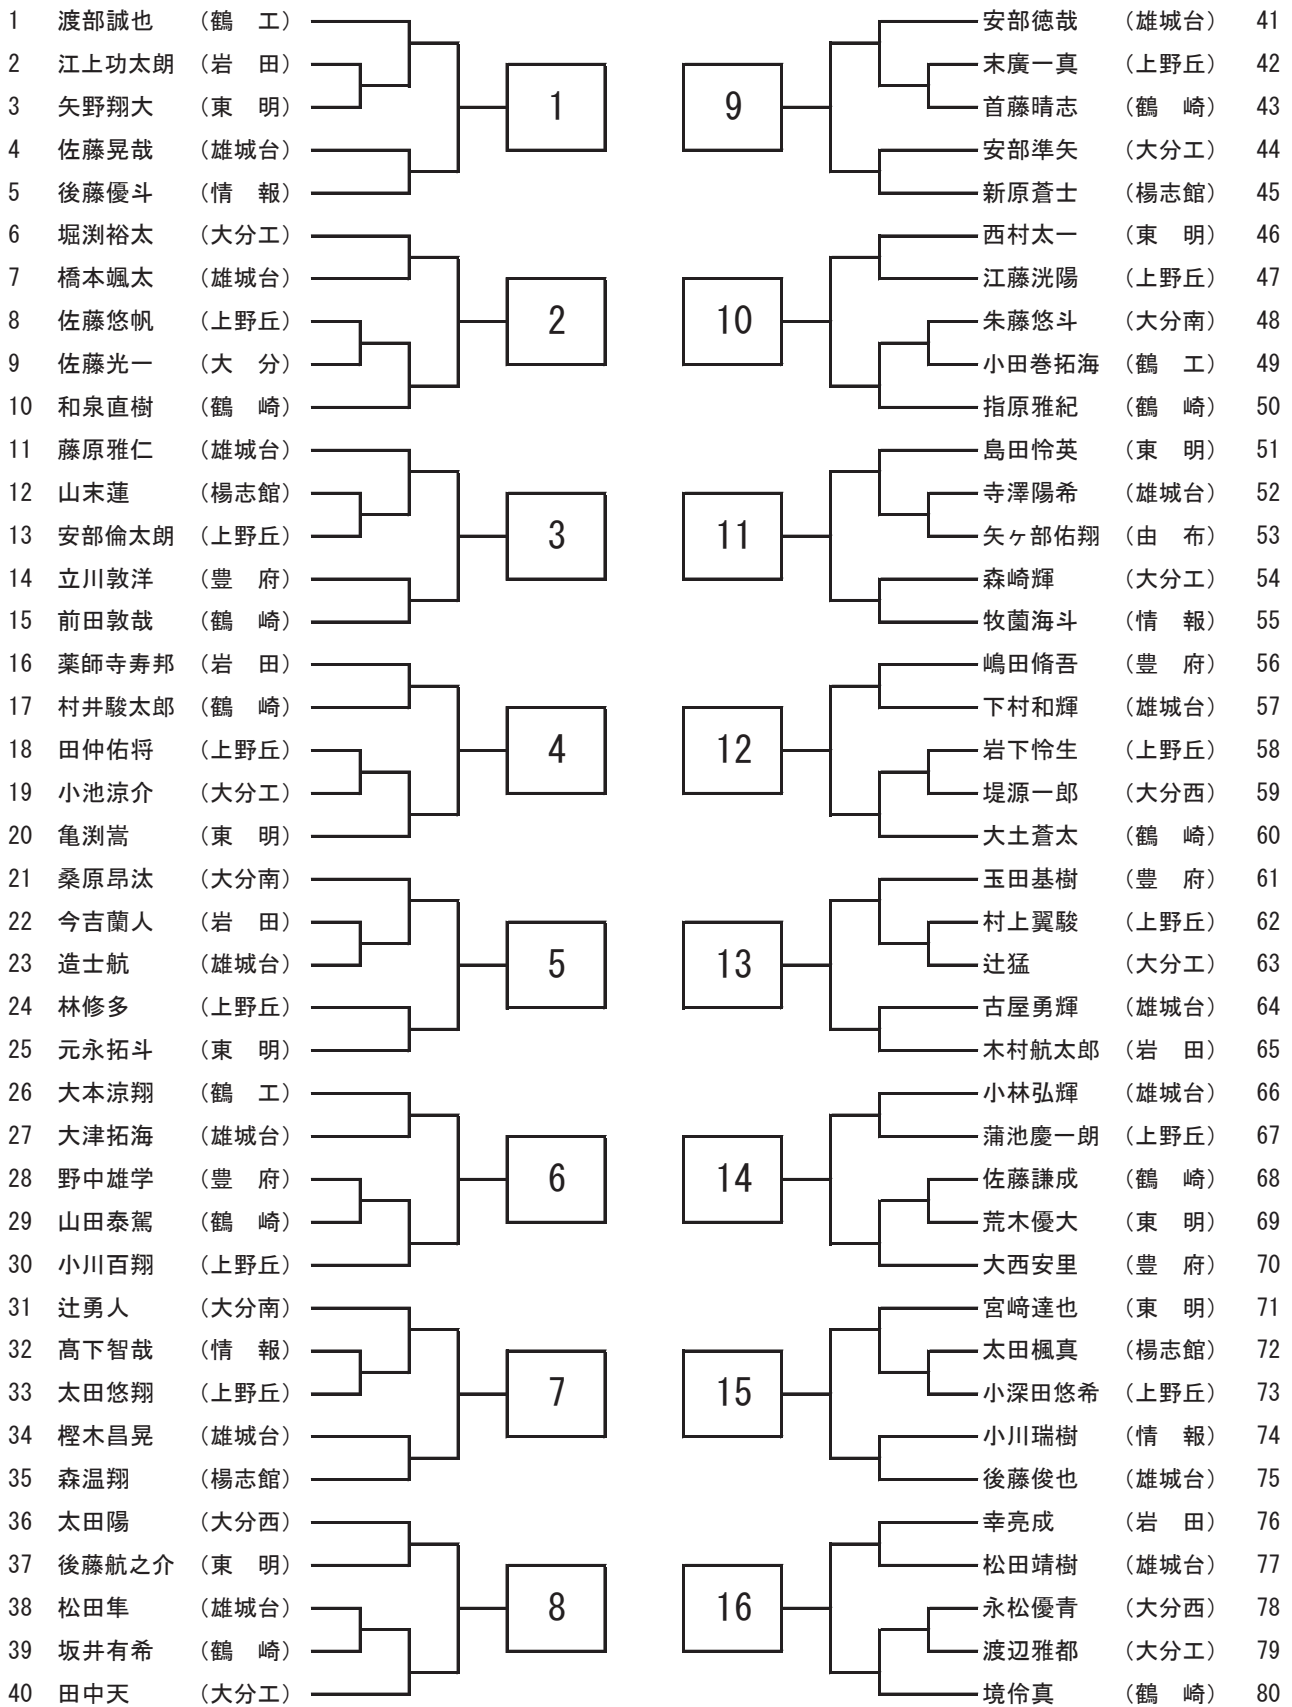 1 渡部誠也 （鶴　工）
2 江上功太朗 （岩　田）
3 矢野翔大 （東　明）
4 佐藤晃哉 （雄城台）
5 後藤優斗 （情　報）
1
6 堀渕裕太 （大分工）
7 橋本颯太 （雄城台）
8 佐藤悠帆 （上野丘）
9 佐藤光一 （大　分）
10 和泉直樹 （鶴　崎）
2
11 藤原雅仁 （雄城台）
12 山末蓮 （楊志館）
13 安部倫太朗 （上野丘）
14 立川敦洋 （豊　府）
15 前田敦哉 （鶴　崎）
3
16 薬師寺寿邦 （岩　田）
17 村井駿太郎 （鶴　崎）
18 田仲佑将 （上野丘）
19 小池涼介 （大分工）
20 亀渕嵩 （東　明）
4
21 桑原昂汰 （大分南）
22 今吉蘭人 （岩　田）
23 造士航 （雄城台）
24 林修多 （上野丘）
25 元永拓斗 （東　明）
5
26 大本涼翔 （鶴　工）
27 大津拓海 （雄城台）
28 野中雄学 （豊　府）
29 山田泰駕 （鶴　崎）
30 小川百翔 （上野丘）
6
31 辻勇人 （大分南）
32 髙下智哉 （情　報）
33 太田悠翔 （上野丘）
34 樫木昌晃 （雄城台）
35 森温翔 （楊志館）
7
36 太田陽 （大分西）
37 後藤航之介 （東　明）
38 松田隼 （雄城台）
39 坂井有希 （鶴　崎）
40 田中天 （大分工）
8
安部徳哉 （雄城台） 41
末廣一真 （上野丘） 42
首藤晴志 （鶴　崎） 43
安部準矢 （大分工） 44
新原蒼士 （楊志館） 45
9
西村太一 （東　明） 46
江藤洸陽 （上野丘） 47
朱藤悠斗 （大分南） 48
小田巻拓海 （鶴　工） 49
指原雅紀 （鶴　崎） 50
10
島田怜英 （東　明） 51
寺澤陽希 （雄城台） 52
矢ヶ部佑翔 （由　布） 53
森崎輝 （大分工） 54
牧薗海斗 （情　報） 55
11
嶋田脩吾 （豊　府） 56
下村和輝 （雄城台） 57
岩下怜生 （上野丘） 58
堤源一郎 （大分西） 59
大土蒼太 （鶴　崎） 60
12
玉田基樹 （豊　府） 61
村上翼駿 （上野丘） 62
辻猛 （大分工） 63
古屋勇輝 （雄城台） 64
木村航太郎 （岩　田） 65
13
小林弘輝 （雄城台） 66
蒲池慶一朗 （上野丘） 67
佐藤謙成 （鶴　崎） 68
荒木優大 （東　明） 69
大西安里 （豊　府） 70
14
宮﨑達也 （東　明） 71
太田楓真 （楊志館） 72
小深田悠希 （上野丘） 73
小川瑞樹 （情　報） 74
後藤俊也 （雄城台） 75
15
幸亮成 （岩　田） 76
松田靖樹 （雄城台） 77
永松優青 （大分西） 78
渡辺雅都 （大分工） 79
境伶真 （鶴　崎） 80
16